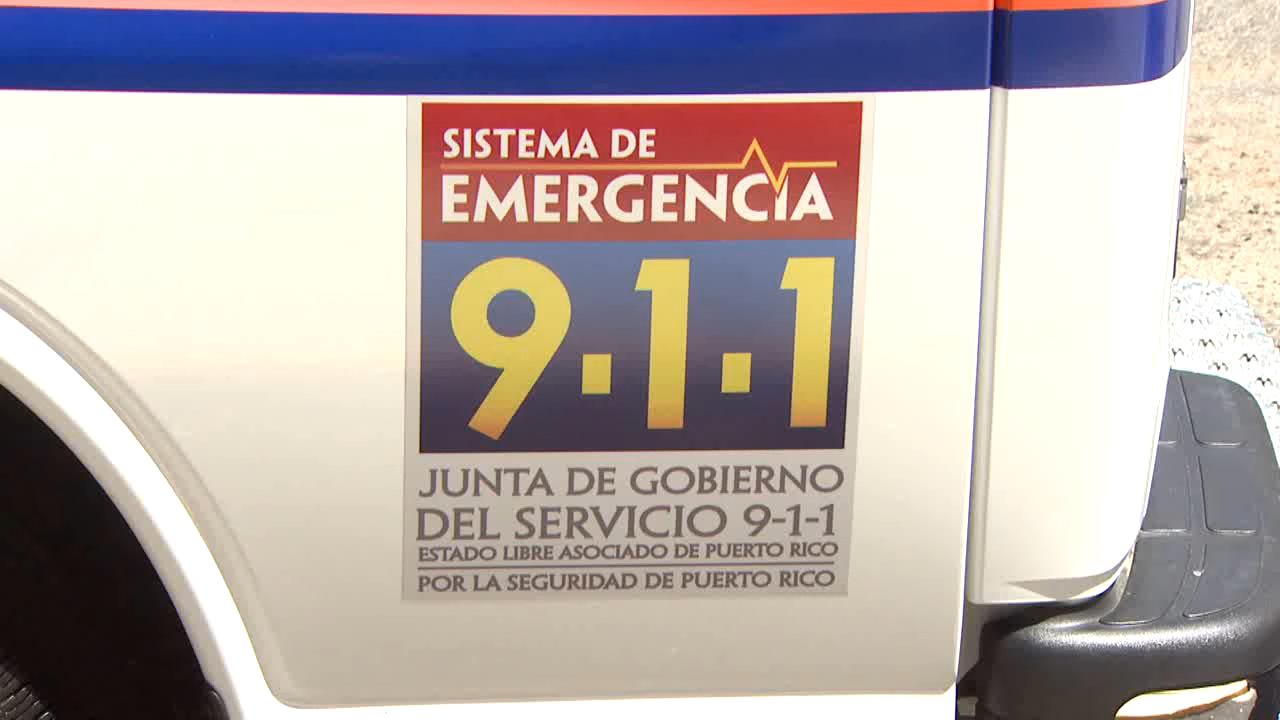 SISTEMA DE
EMERGENCIA
9.1.1
JUNTA DE GOBIERNO
DEL SERVICIO 9-1-1
ESTADO LIBRE ASOCIADO DE PUERTO RICO
POR LA SEGURIDAD DE PUERTO RICO